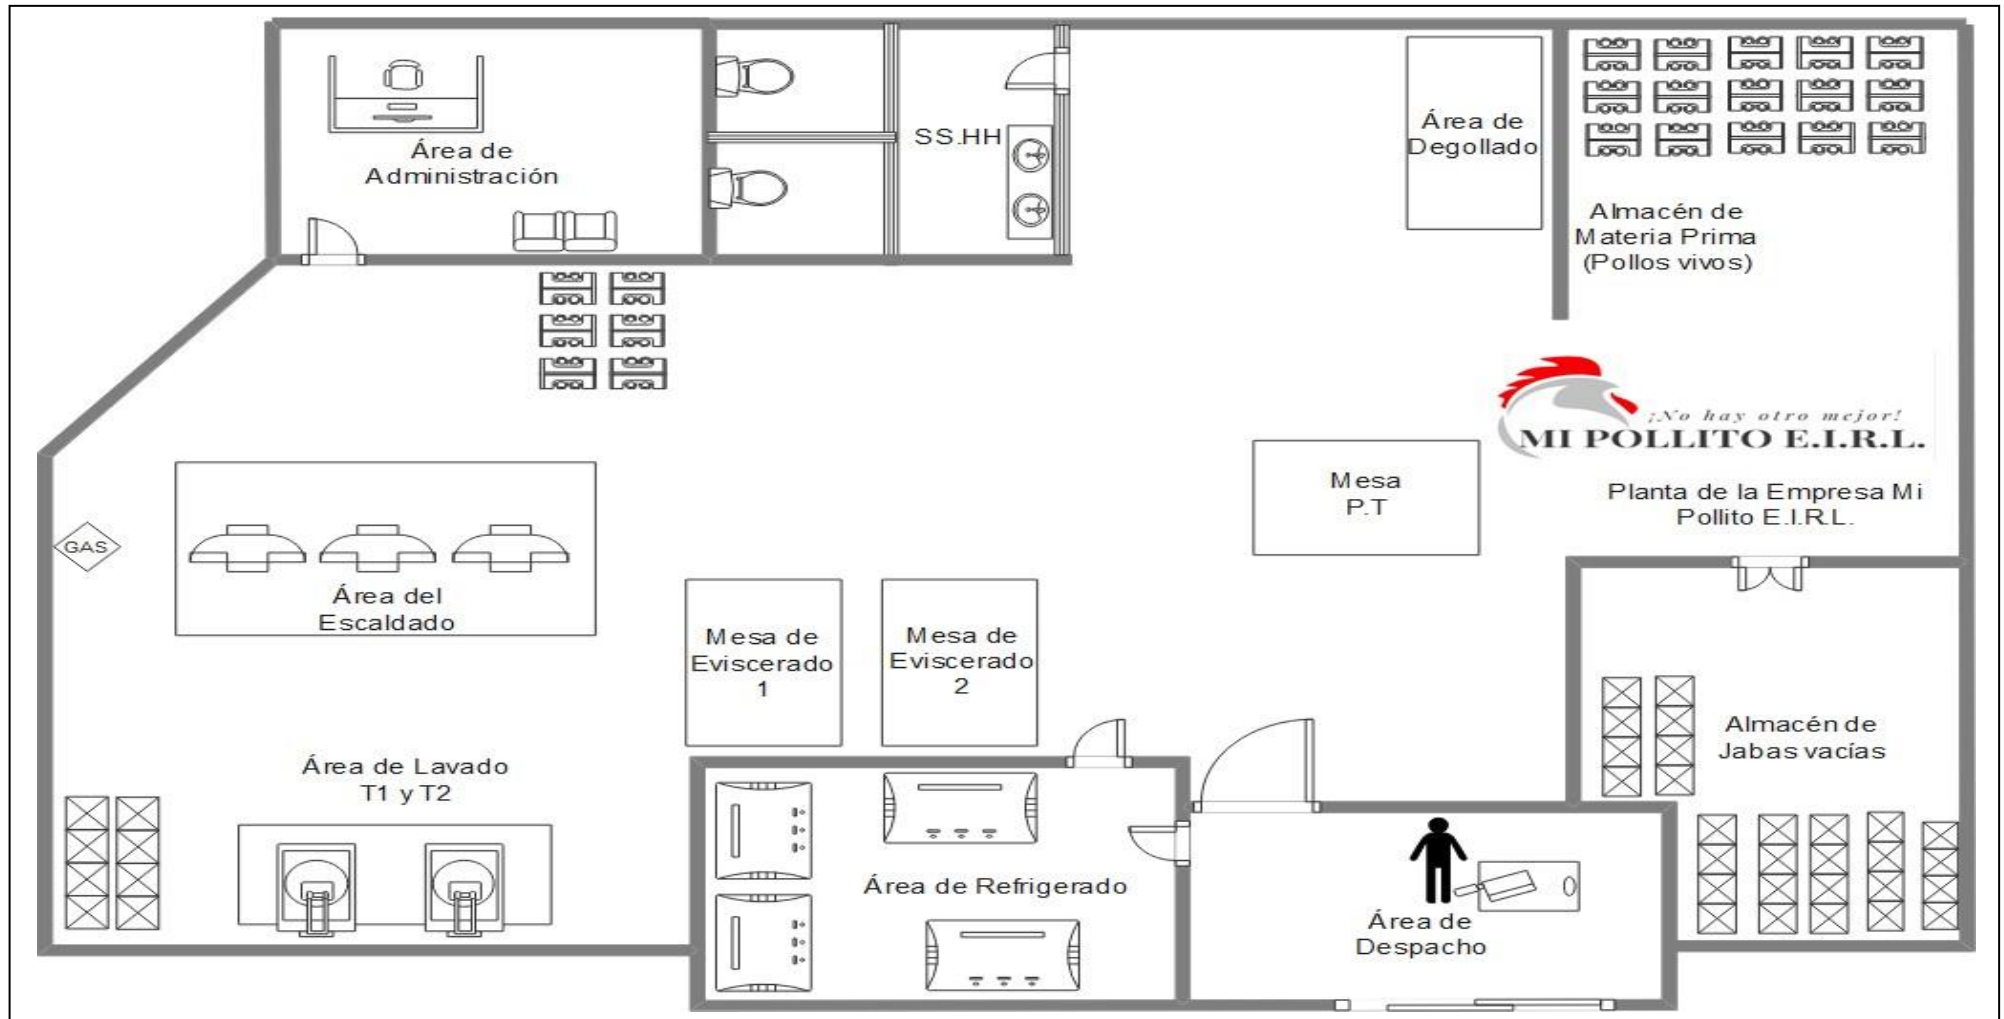 Área de
Administración
SS.HH
Área de
Degollado
Almacén de
Materia Prima
(Pollos vivos)
¡No hay otro mejor!
MI POLLITO E.I.R.L.
Planta de la Empresa Mi
Pollito E.I.R.L.
Mesa
P.T
GAS
Área del
Escaldado
Mesa de
Eviscerado
1
Mesa de
Eviscerado
2
Área de Lavado
T1 y T2
Almacén de
Jabas vacías
Área de Refrigerado
Área de
Despacho